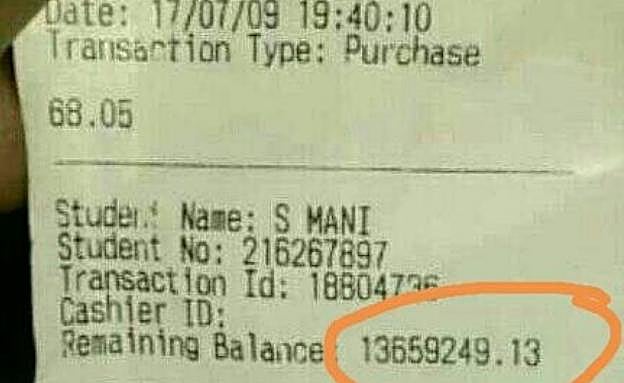 Date: 17/07/09 19:40:10
Transaction Type: Purchase
68.05
Student Name: S MANI
Student No: 216267897
Transaction Id: 18804736
Cashier ID:
Remaining Balance: 13659249.13